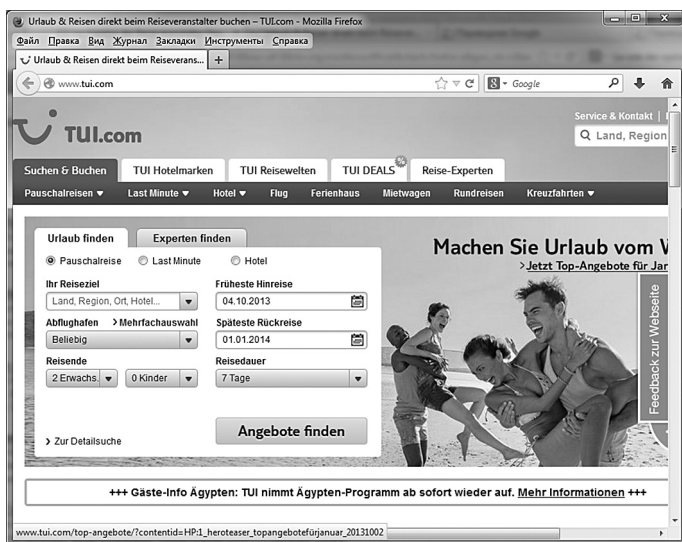 Urlaub & Reisen direkt beim Reiseveranstalter buchen – TUI.com - Mozilla Firefox
Файл Правка Вид Журнал Закладки Инструменты Справка
Urlaub & Reisen direkt beim Reiseverans... +
www.tui.com
Google
Service & Kontakt |
TUI.com
Land, Region
Suchen & Buchen TUI Hotelmarken TUI Reisewelten TUI DEALS % Reise-Experten
Pauschalreisen Last Minute Hotel Flug Ferienhaus Mietwagen Rundreisen Kreuzfahrten
Urlaub finden Experten finden
Machen Sie Urlaub vom
Pauschalreise Last Minute Hotel
>Jetzt Top-Angebote für Jan
Ihr Reiseziel Früheste Hinreise
Land, Region, Ort, Hotel... 04.10.2013
Abflughafen >Mehrfachauswahl Späteste Rückreise
Beliebig 01.01.2014
Reisende Reisedauer
2 Erwachs. 0 Kinder 7 Tage
Feedback zur Webseite
> Zur Detailsuche Angebote finden
+++ Gäste-Info Ägypten: TUI nimmt Ägypten-Programm ab sofort wieder auf. Mehr Informationen +++
www.tui.com/top-angebote/?contentid=HP:1_heroteaser_topangebotefürjanuar_20131002